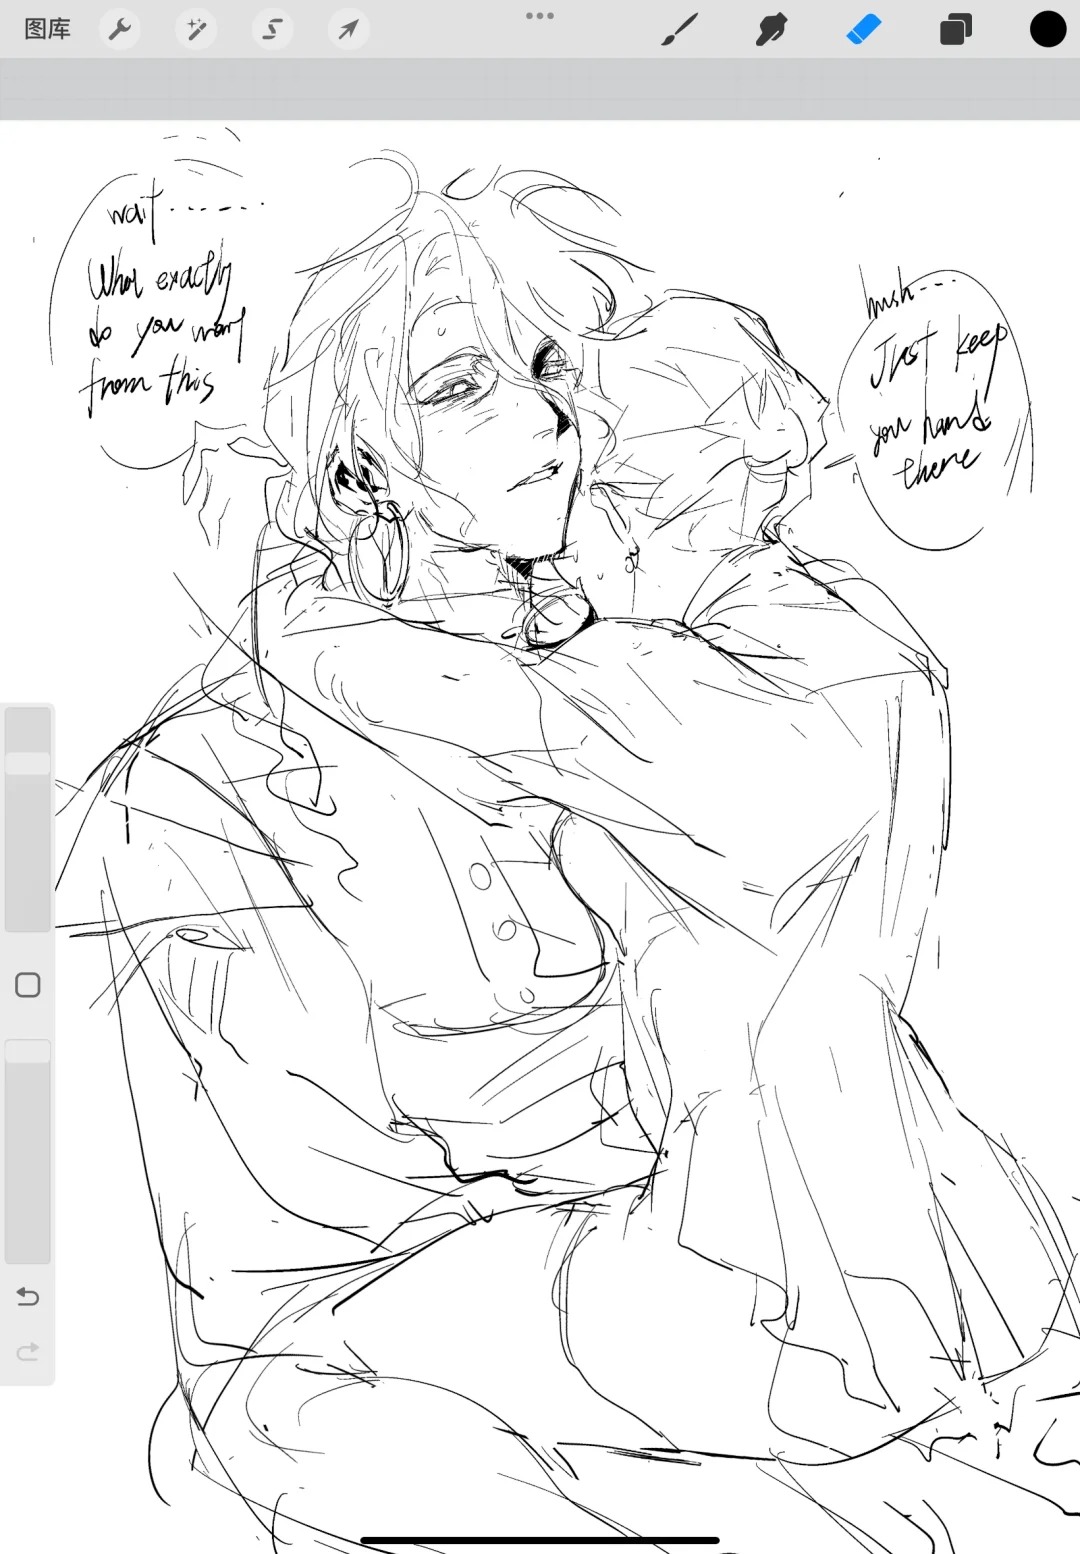 图库
wait.......
What exactly
do you want
from this
hush....
Just keep
you hand
there